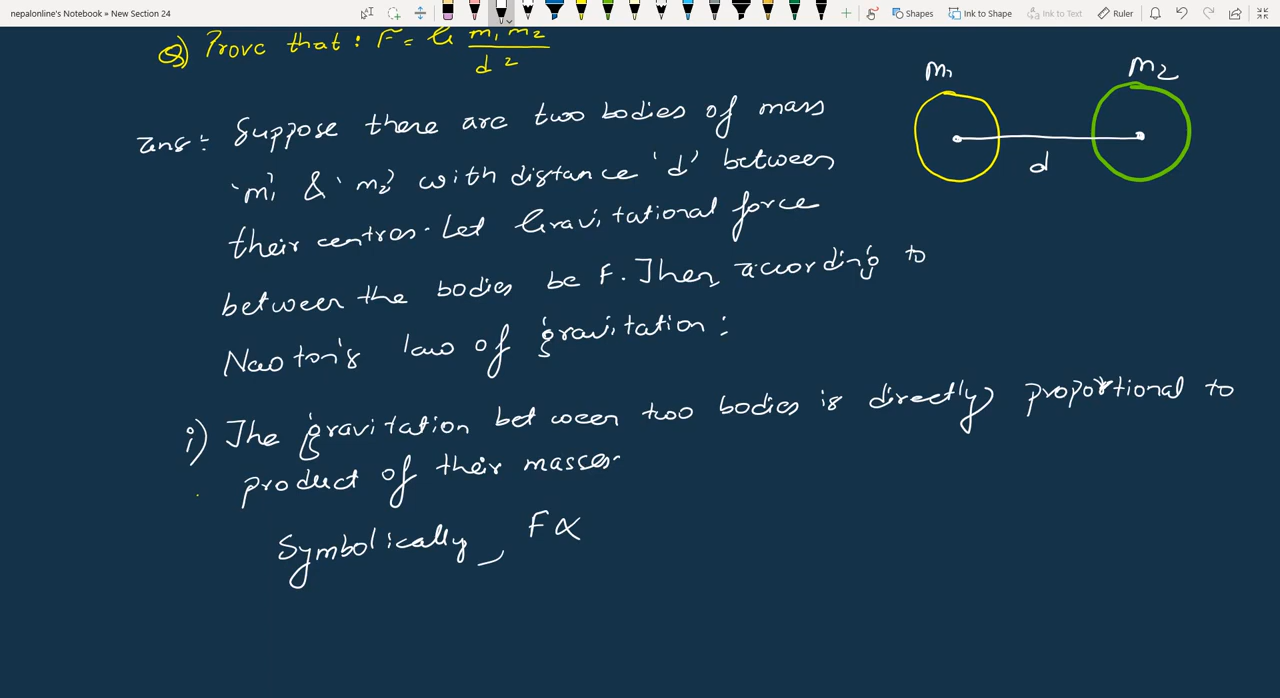 nepalonline's Notebook » New Section 24
Shapes
Ink to Shape
Ink to Text
Ruler
Q) Prove that : F = G m1 m2 / d2
m1
m2
d
ans: Suppose there are two bodies of mass
'm1' & 'm2' with distance 'd' between
their centres. Let Gravitational force
between the bodies be F. Then, according to
Newton's law of gravitation :
i) The gravitation between two bodies is directly proportional to
product of their masses.
Symbolically, F ∝